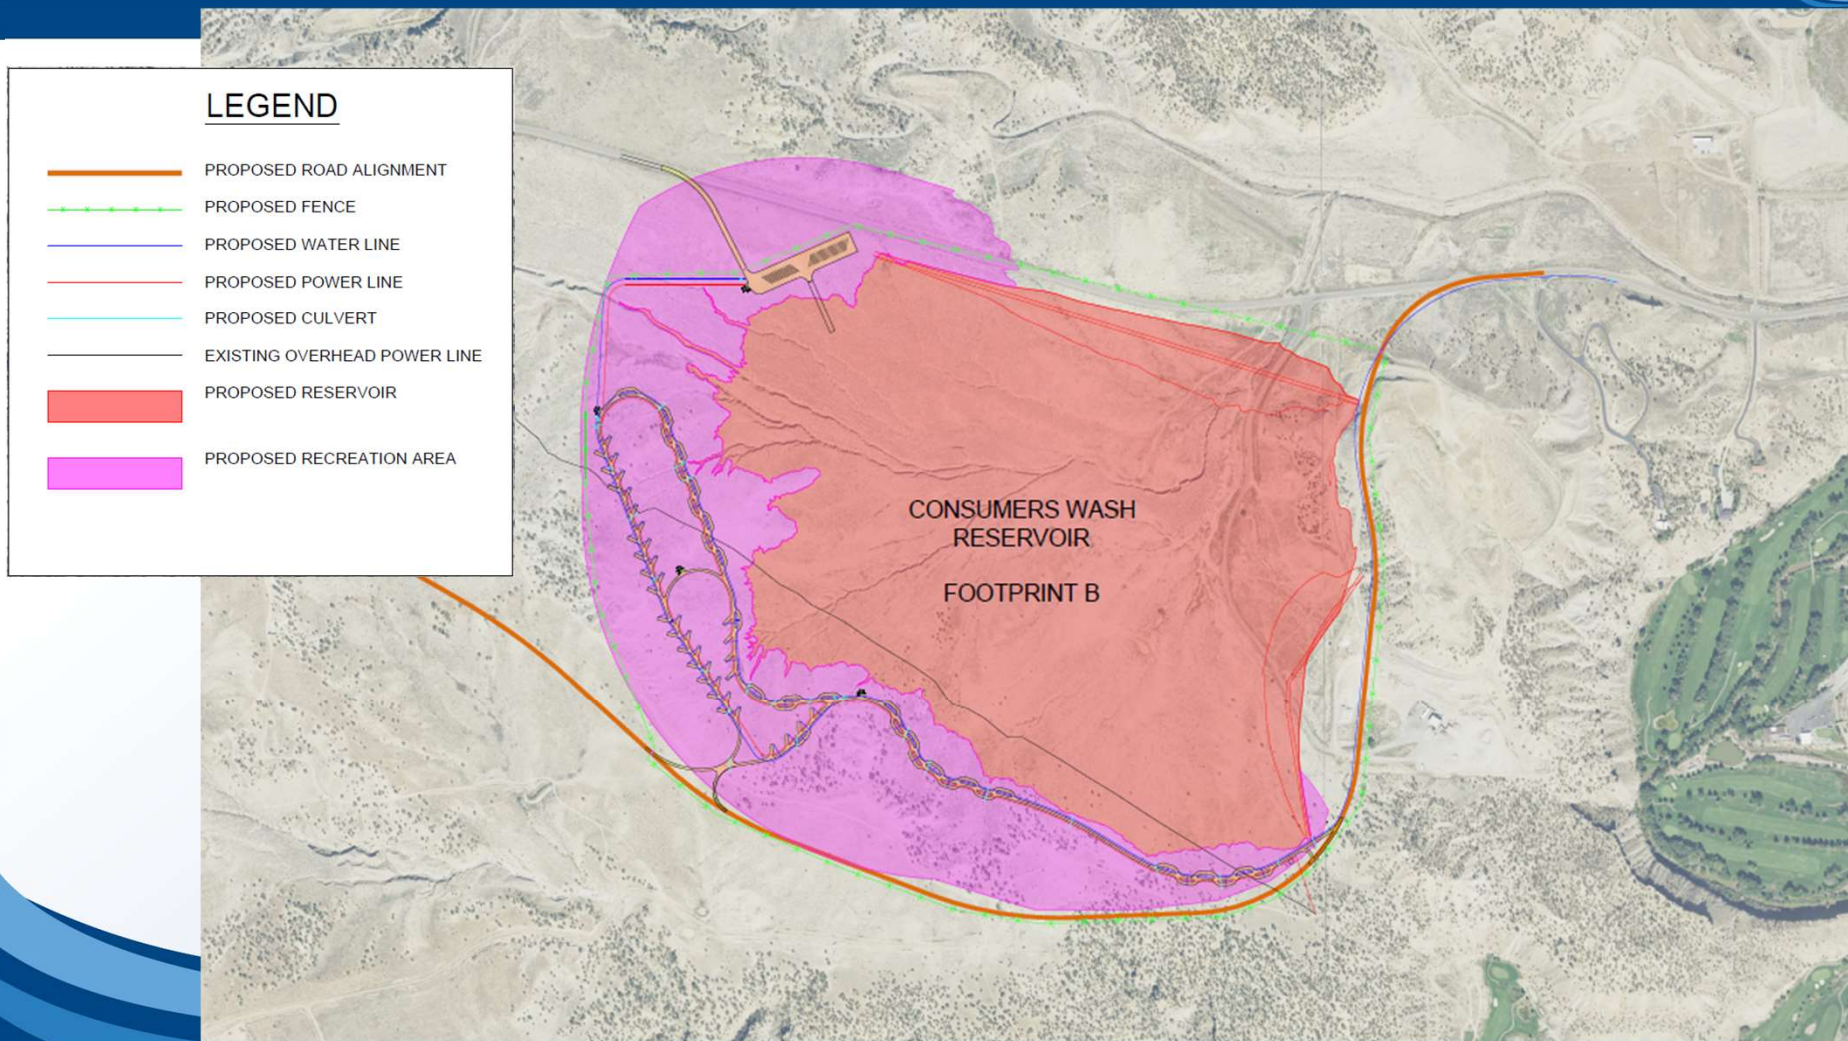 LEGEND
PROPOSED ROAD ALIGNMENT
PROPOSED FENCE
PROPOSED WATER LINE
PROPOSED POWER LINE
PROPOSED CULVERT
EXISTING OVERHEAD POWER LINE
PROPOSED RESERVOIR
PROPOSED RECREATION AREA
CONSUMERS WASH
RESERVOIR
FOOTPRINT B